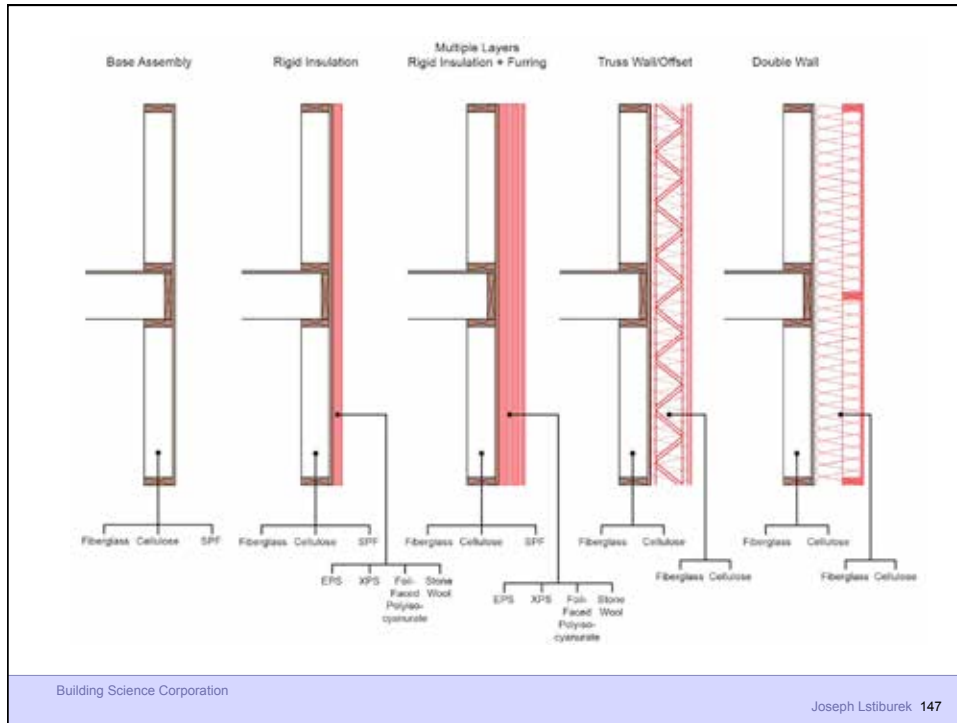 Base Assembly
Rigid Insulation
Multiple Layers
Rigid Insulation + Furring
Truss Wall/Offset
Double Wall
Fiberglass Cellulose SPF
Fiberglass Cellulose SPF
EPS XPS Foil-Faced Polyiso-cyanurate Stone Wool
Fiberglass Cellulose SPF
EPS XPS Foil-Faced Polyiso-cyanurate Stone Wool
Fiberglass Cellulose
Fiberglass Cellulose
Fiberglass Cellulose
Fiberglass Cellulose
Building Science Corporation
Joseph Lstiburek 147